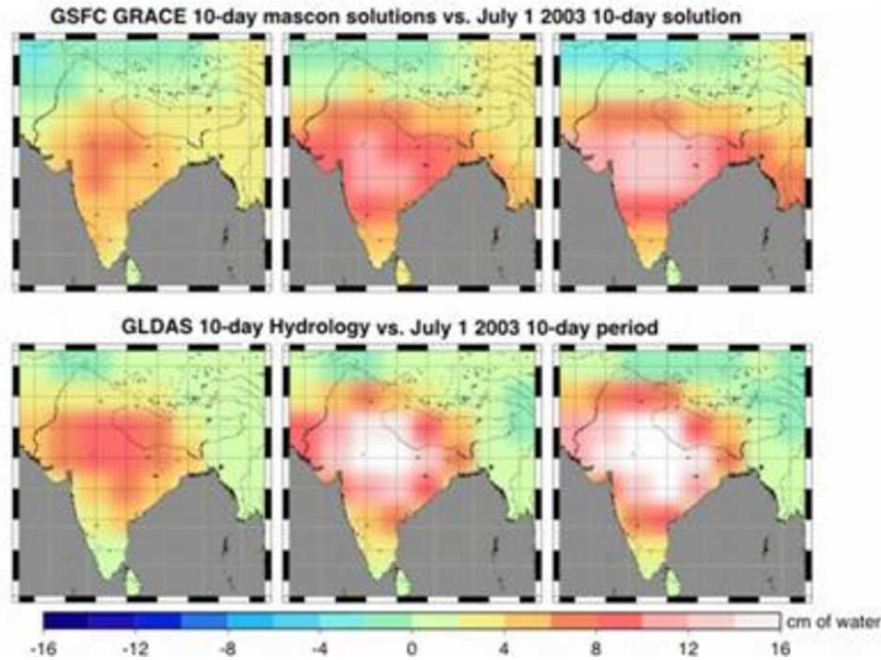 GSFC GRACE 10-day mascon solutions vs. July 1 2003 10-day solution
GLDAS 10-day Hydrology vs. July 1 2003 10-day period
cm of water
-16 -12 -8 -4 0 4 8 12 16